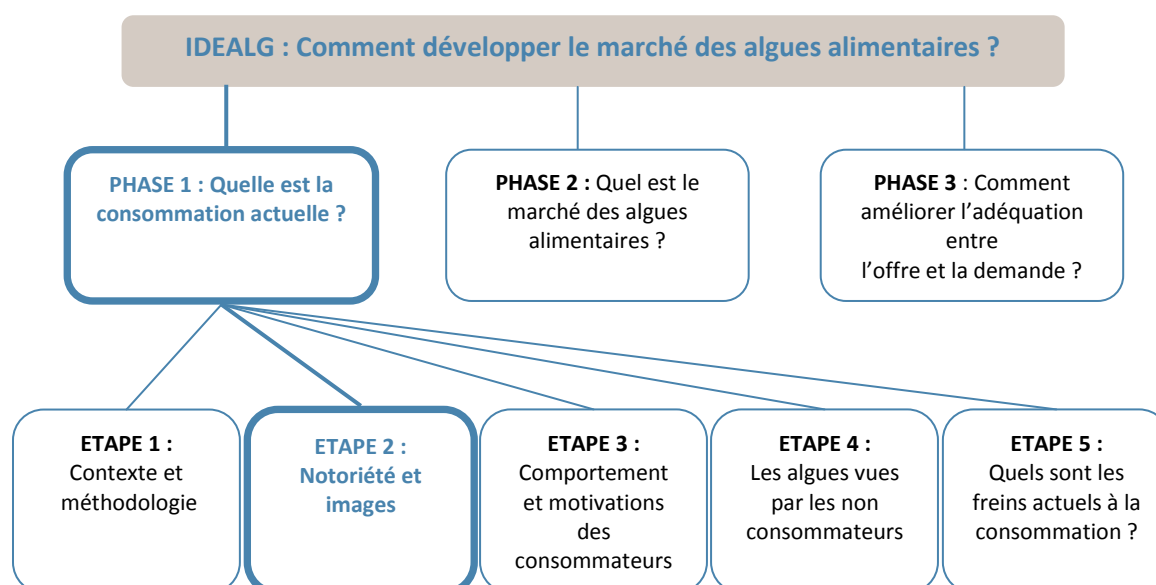 IDEALG : Comment développer le marché des algues alimentaires ?
PHASE 1 : Quelle est la
consommation actuelle ?
PHASE 2 : Quel est le
marché des algues
alimentaires ?
PHASE 3 : Comment
améliorer l’adéquation
entre
l’offre et la demande ?
ETAPE 1 :
Contexte et
méthodologie
ETAPE 2 :
Notoriété et
images
ETAPE 3 :
Comportement
et motivations
des
consommateurs
ETAPE 4 :
Les algues vues
par les non
consommateurs
ETAPE 5 :
Quels sont les
freins actuels à la
consommation ?